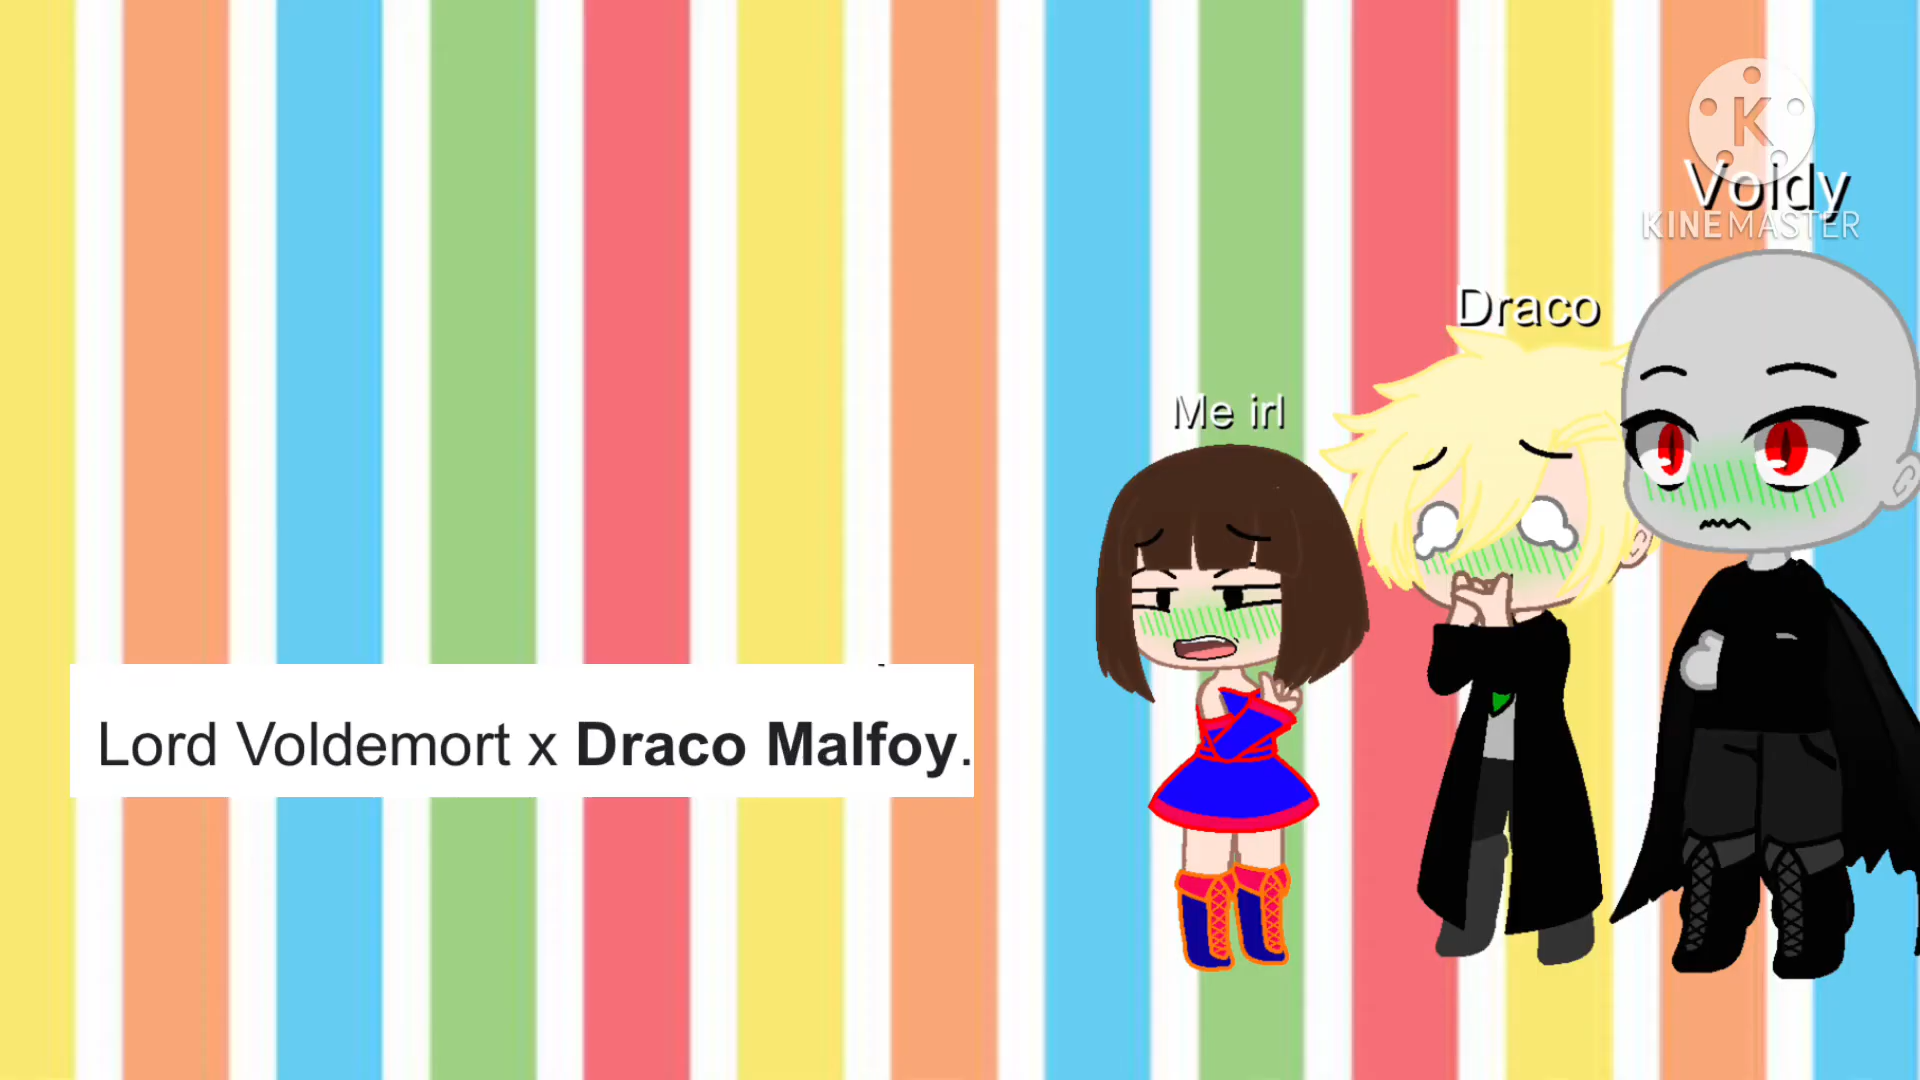 K
Voldy
KINEMASTER
Draco
Me irl
Lord Voldemort x Draco Malfoy.